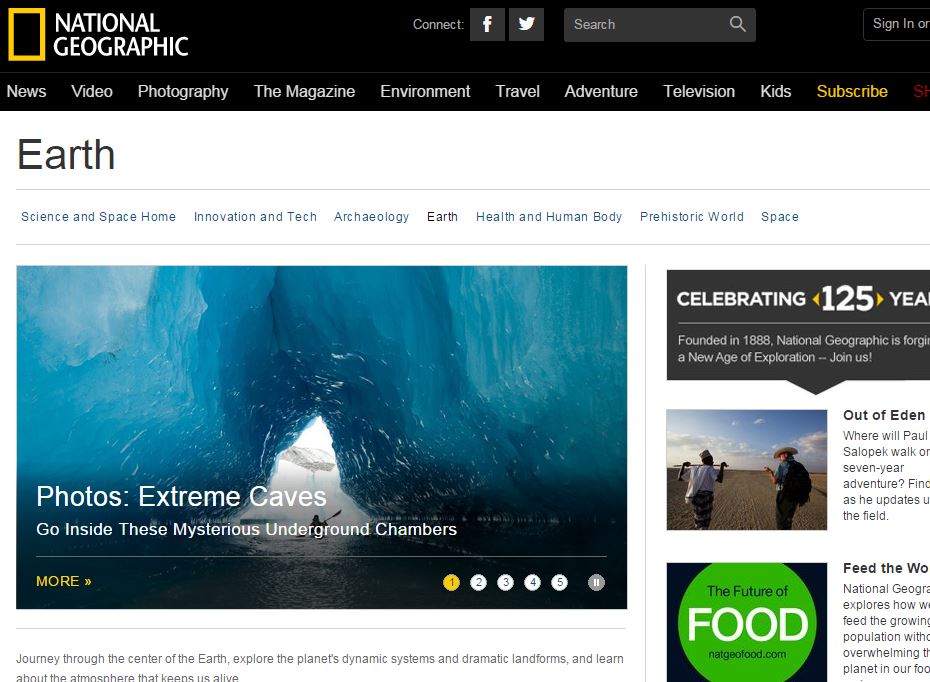 NATIONAL
GEOGRAPHIC
Connect:
Search
Sign In or
News Video Photography The Magazine Environment Travel Adventure Television Kids Subscribe SH
Earth
Science and Space Home Innovation and Tech Archaeology Earth Health and Human Body Prehistoric World Space
Photos: Extreme Caves
Go Inside These Mysterious Underground Chambers
MORE »
1 2 3 4 5
Journey through the center of the Earth, explore the planet's dynamic systems and dramatic landforms, and learn
about the atmosphere that keeps us alive
CELEBRATING 125 YEA
Founded in 1888, National Geographic is forgi
a New Age of Exploration -- Join us!
Out of Eden
Where will Paul
Salopek walk on
seven-year
adventure? Find
as he updates u
the field.
The Future of
FOOD
natgeofood.com
Feed the Wo
National Geogra
explores how we
feed the growing
population witho
overwhelming th
planet in our foo